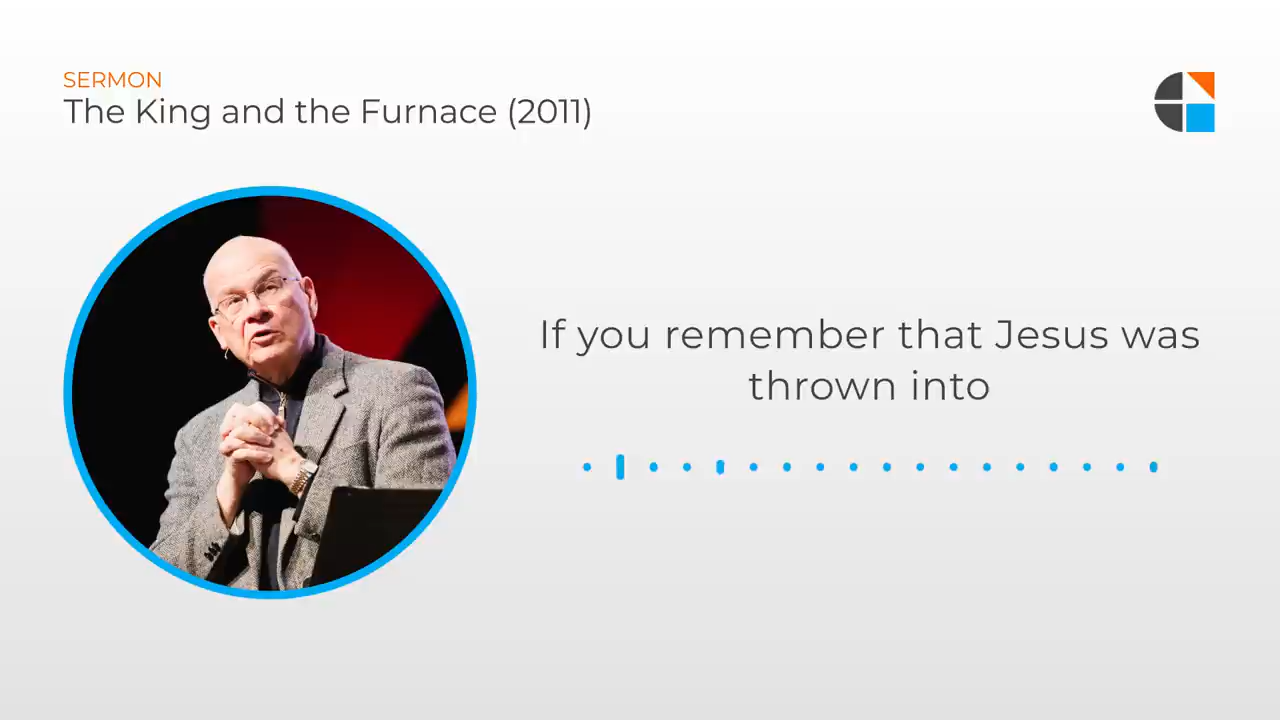 SERMON
The King and the Furnace (2011)
If you remember that Jesus was
thrown into